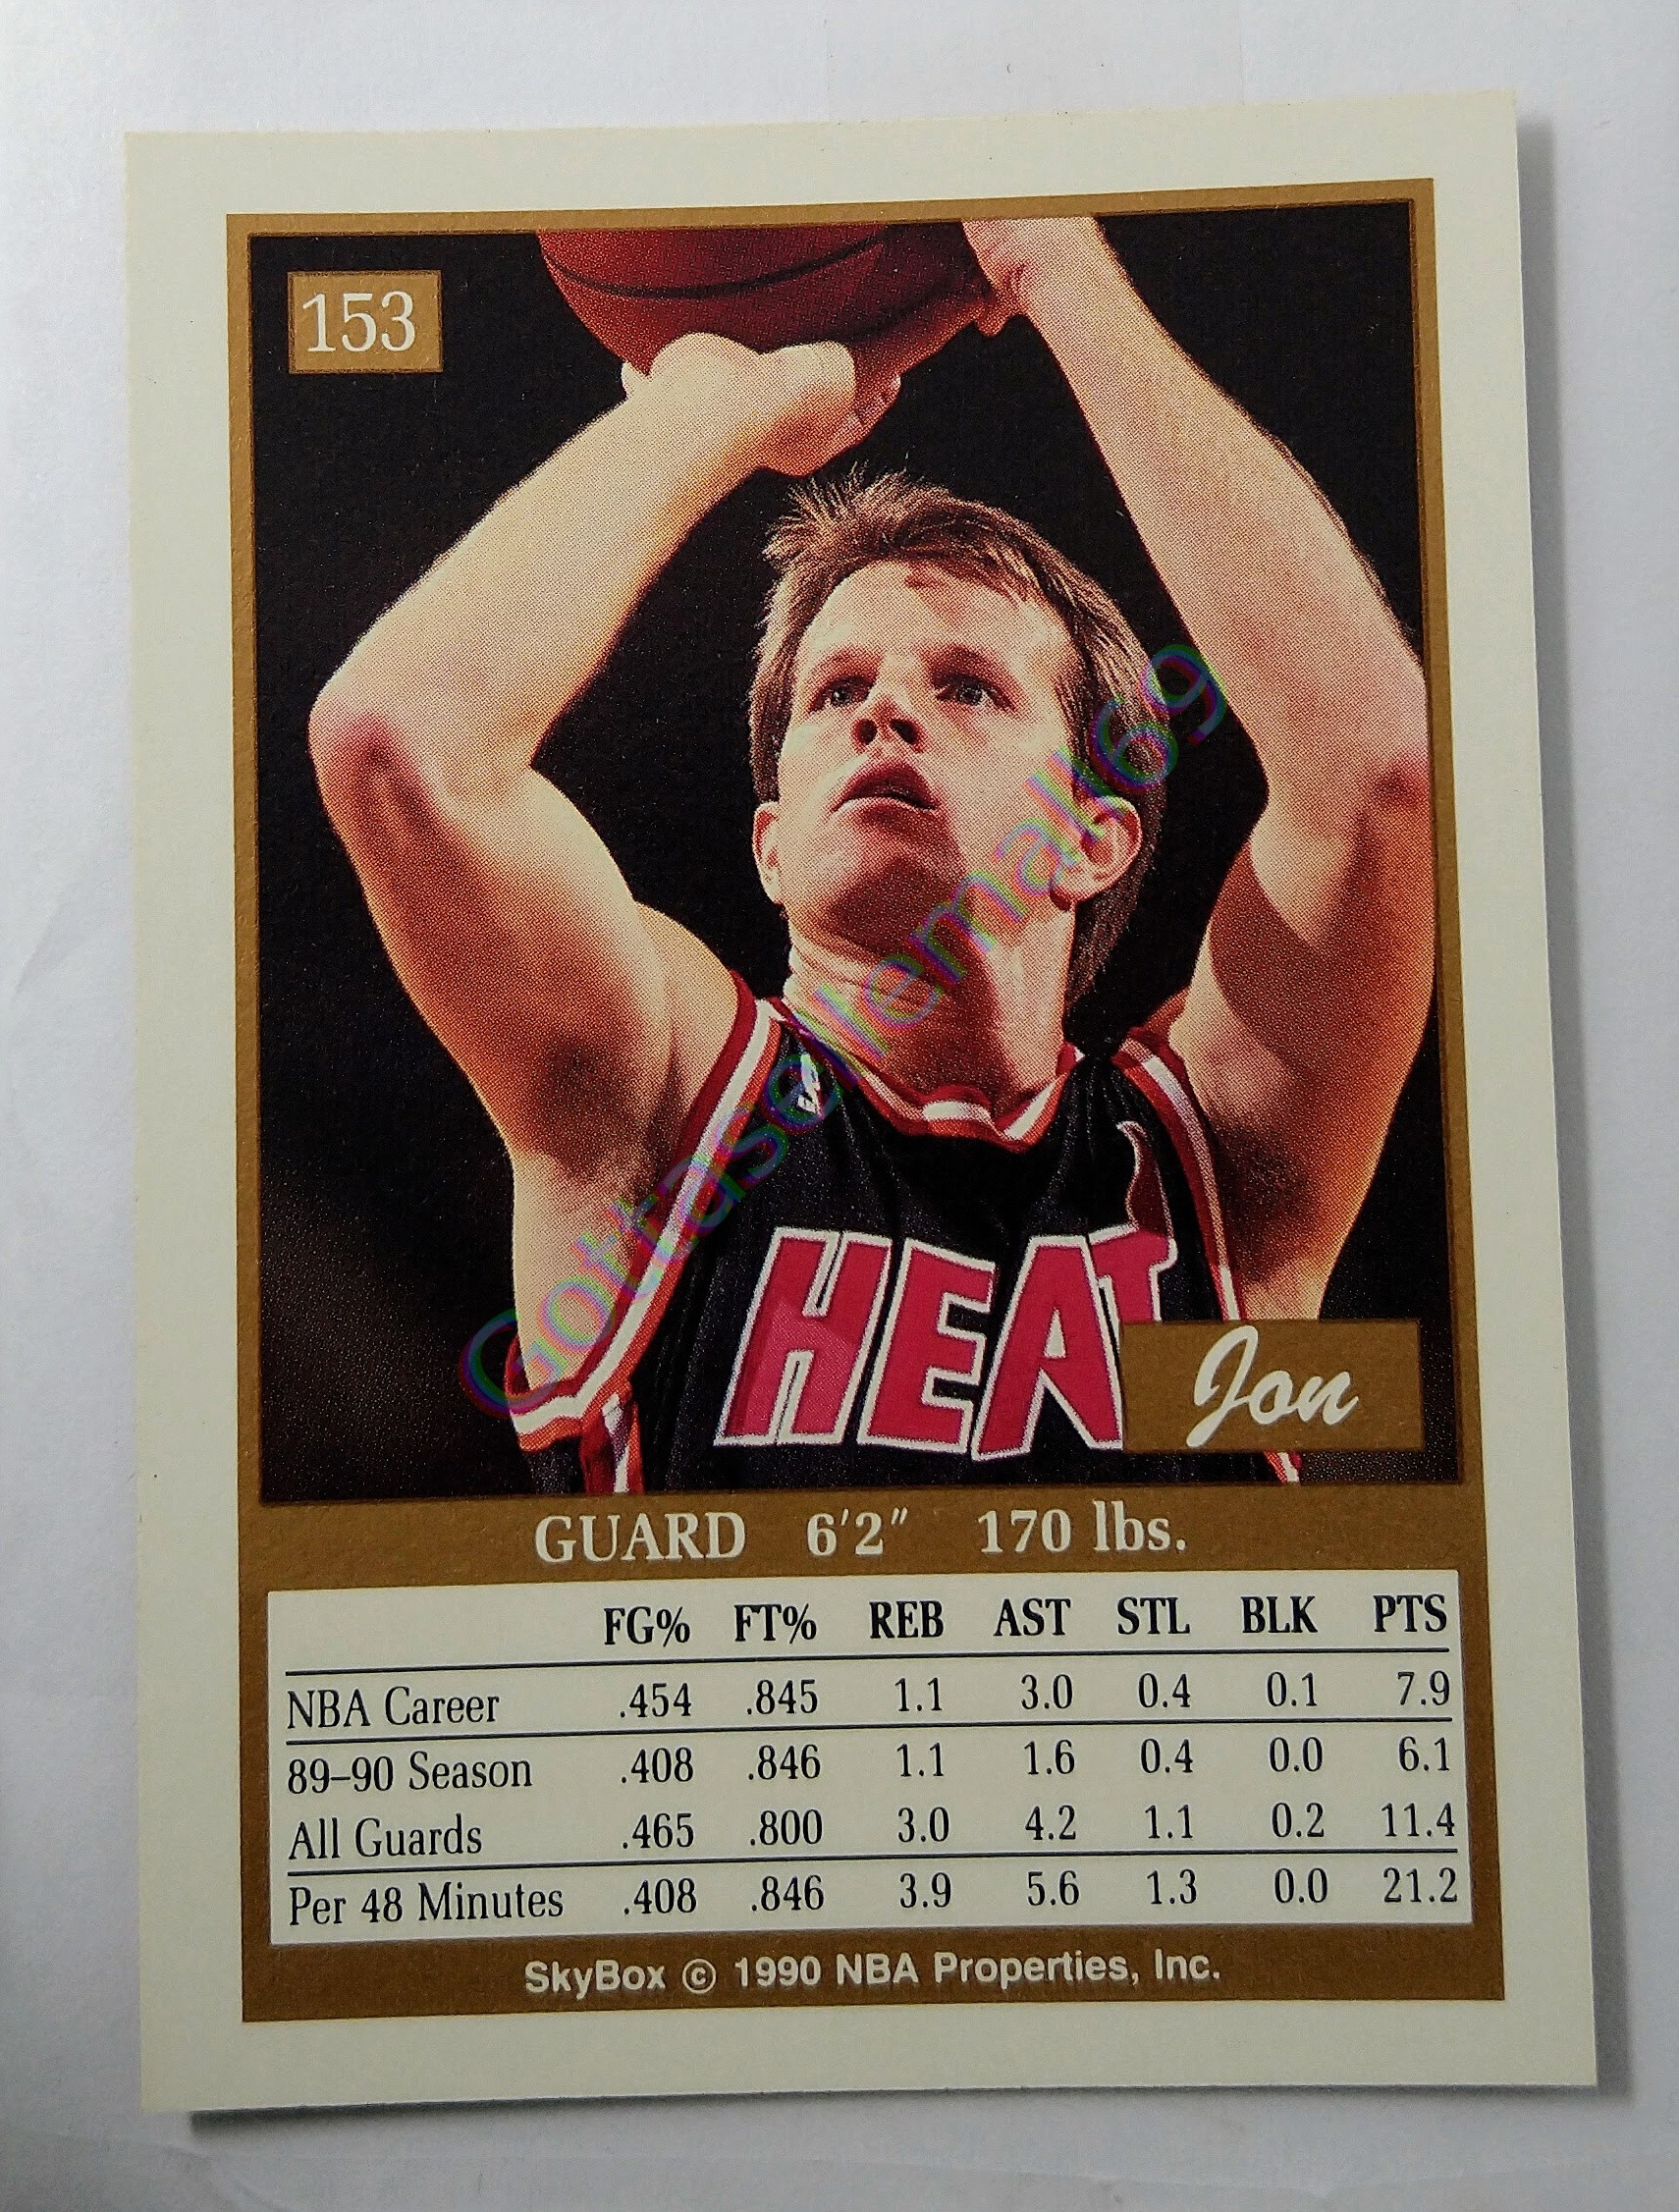 153
Gottasellemall69
HEAT
Jon
GUARD 6'2" 170 lbs.
FG% FT% REB AST STL BLK PTS
NBA Career .454 .845 1.1 3.0 0.4 0.1 7.9
89–90 Season .408 .846 1.1 1.6 0.4 0.0 6.1
All Guards .465 .800 3.0 4.2 1.1 0.2 11.4
Per 48 Minutes .408 .846 3.9 5.6 1.3 0.0 21.2
SkyBox © 1990 NBA Properties, Inc.